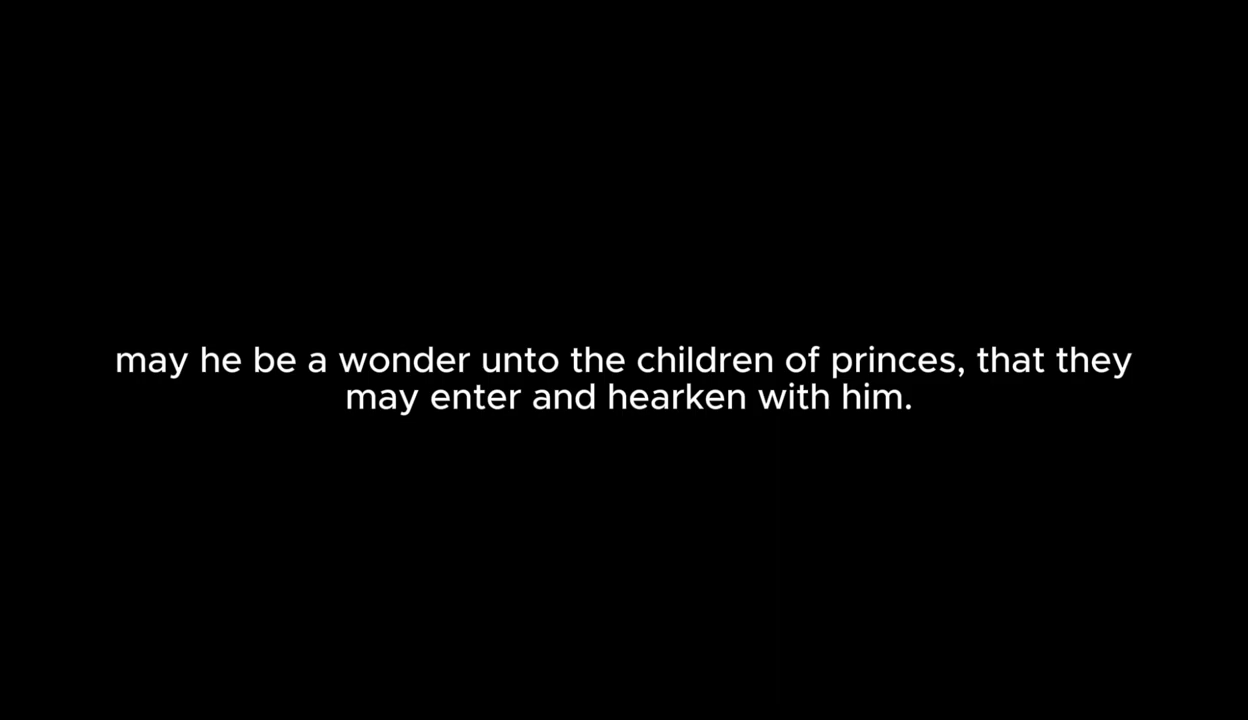 may he be a wonder unto the children of princes, that they
may enter and hearken with him.